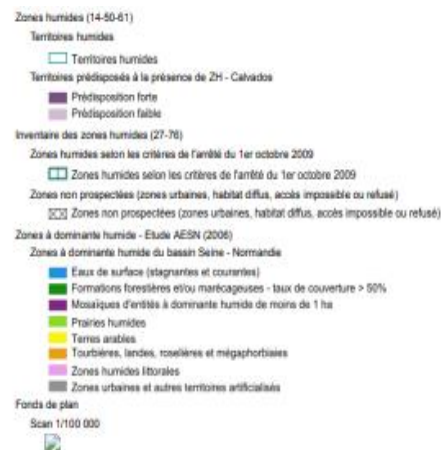 Zones humides (14-50-61)
Territoires humides
Territoires humides
Territoires prédisposés à la présence de ZH - Calvados
Prédisposition forte
Prédisposition faible
Inventaire des zones humides (27-76)
Zones humides selon les critères de l'arrêté du 1er octobre 2009
Zones humides selon les critères de l'arrêté du 1er octobre 2009
Zones non prospectées (zones urbaines, habitat diffus, accès impossible ou refusé)
Zones non prospectées (zones urbaines, habitat diffus, accès impossible ou refusé)
Zones à dominante humide - Etude AESN (2006)
Zones à dominante humide du bassin Seine - Normandie
Eaux de surface (stagnantes et courantes)
Formations forestières et/ou marécageuses - taux de couverture > 50%
Mosaïques d'entités à dominante humide de moins de 1 ha
Prairies humides
Terres arables
Tourbières, landes, roselières et mégaphorbiaies
Zones humides littorales
Zones urbaines et autres territoires artificialisés
Fonds de plan
Scan 1/100 000